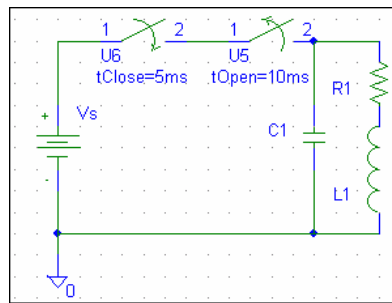 1 2 1 2
U6 U5
tClose=5ms tOpen=10ms
R1
+ Vs
C1
-
L1
0